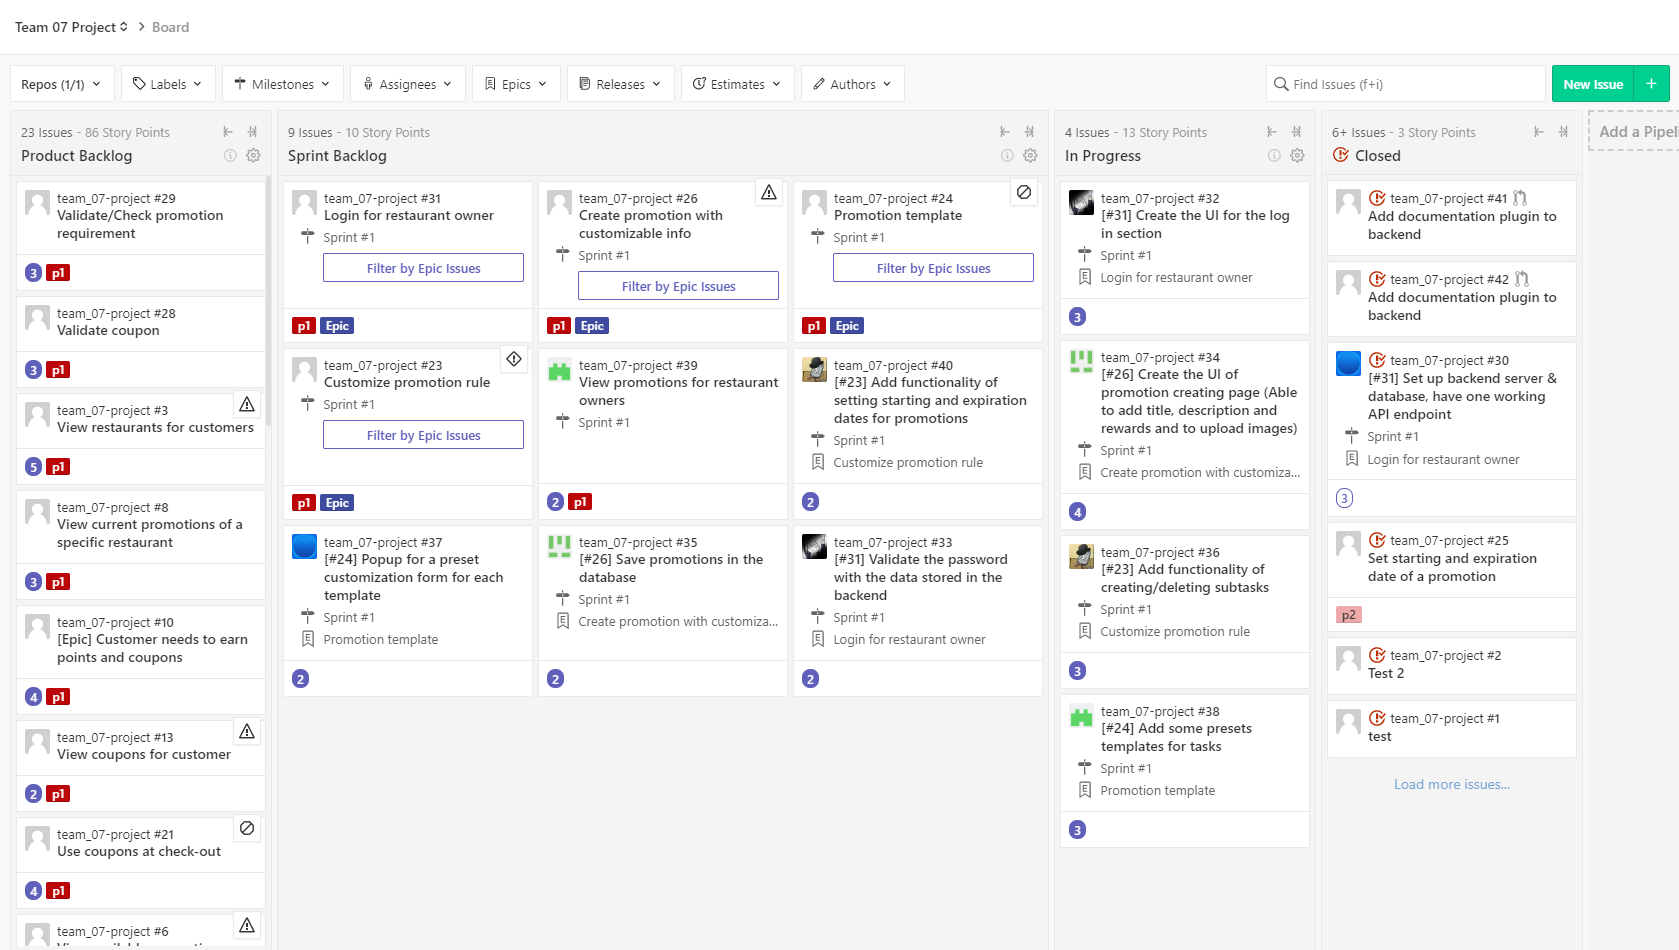 Team 07 Project
Board
Repos (1/1)
Labels
Milestones
Assignees
Epics
Releases
Estimates
Authors
Find Issues (f+i)
New Issue
+
23 Issues - 86 Story Points
Product Backlog
team_07-project #29
Validate/Check promotion
requirement
3 p1
team_07-project #28
Validate coupon
3 p1
team_07-project #3
View restaurants for customers
5 p1
team_07-project #8
View current promotions of a
specific restaurant
3 p1
team_07-project #10
[Epic] Customer needs to earn
points and coupons
4 p1
team_07-project #13
View coupons for customer
2 p1
team_07-project #21
Use coupons at check-out
4 p1
team_07-project #6
9 Issues - 10 Story Points
Sprint Backlog
team_07-project #31
Login for restaurant owner
Sprint #1
Filter by Epic Issues
p1 Epic
team_07-project #26
Create promotion with
customizable info
Sprint #1
Filter by Epic Issues
p1 Epic
team_07-project #24
Promotion template
Sprint #1
Filter by Epic Issues
p1 Epic
team_07-project #23
Customize promotion rule
Sprint #1
Filter by Epic Issues
p1 Epic
team_07-project #39
View promotions for restaurant
owners
Sprint #1
2 p1
team_07-project #40
[#23] Add functionality of
setting starting and expiration
dates for promotions
Sprint #1
Customize promotion rule
2
team_07-project #37
[#24] Popup for a preset
customization form for each
template
Sprint #1
Promotion template
2
team_07-project #35
[#26] Save promotions in the
database
Sprint #1
Create promotion with customiza...
2
team_07-project #33
[#31] Validate the password
with the data stored in the
backend
Sprint #1
Login for restaurant owner
2
4 Issues - 13 Story Points
In Progress
team_07-project #32
[#31] Create the UI for the log
in section
Sprint #1
Login for restaurant owner
3
team_07-project #34
[#26] Create the UI of
promotion creating page (Able
to add title, description and
rewards and to upload images)
Sprint #1
Create promotion with customiza...
4
team_07-project #36
[#23] Add functionality of
creating/deleting subtasks
Sprint #1
Customize promotion rule
3
team_07-project #38
[#24] Add some presets
templates for tasks
Sprint #1
Promotion template
3
6+ Issues - 3 Story Points
Closed
team_07-project #41
Add documentation plugin to
backend
team_07-project #42
Add documentation plugin to
backend
team_07-project #30
[#31] Set up backend server &
database, have one working
API endpoint
Sprint #1
Login for restaurant owner
3
team_07-project #25
Set starting and expiration
date of a promotion
p2
team_07-project #2
Test 2
team_07-project #1
test
Load more issues...
Add a Pipel